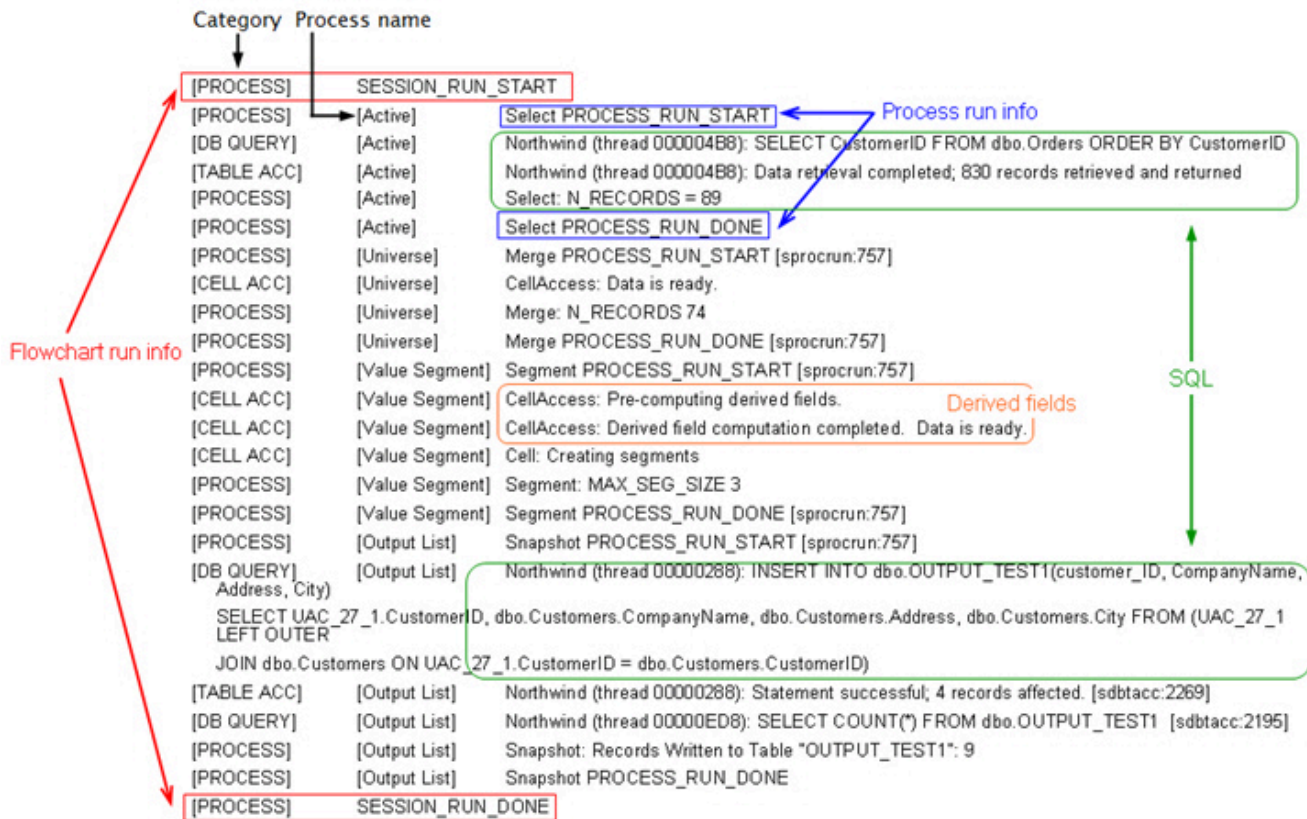 Category Process name
[PROCESS] SESSION_RUN_START
[PROCESS] [Active] Select PROCESS_RUN_START Process run info
[DB QUERY] [Active] Northwind (thread 000004B8): SELECT CustomerID FROM dbo.Orders ORDER BY CustomerID
[TABLE ACC] [Active] Northwind (thread 000004B8): Data retrieval completed; 830 records retrieved and returned
[PROCESS] [Active] Select: N_RECORDS = 89
[PROCESS] [Active] Select PROCESS_RUN_DONE
[PROCESS] [Universe] Merge PROCESS_RUN_START [sprocrun:757]
[CELL ACC] [Universe] CellAccess: Data is ready.
[PROCESS] [Universe] Merge: N_RECORDS 74
[PROCESS] [Universe] Merge PROCESS_RUN_DONE [sprocrun:757]
Flowchart run info
[PROCESS] [Value Segment] Segment PROCESS_RUN_START [sprocrun:757]
SQL
[CELL ACC] [Value Segment] CellAccess: Pre-computing derived fields. Derived fields
[CELL ACC] [Value Segment] CellAccess: Derived field computation completed. Data is ready.
[CELL ACC] [Value Segment] Cell: Creating segments
[PROCESS] [Value Segment] Segment: MAX_SEG_SIZE 3
[PROCESS] [Value Segment] Segment PROCESS_RUN_DONE [sprocrun:757]
[PROCESS] [Output List] Snapshot PROCESS_RUN_START [sprocrun:757]
[DB QUERY] [Output List] Northwind (thread 00000288): INSERT INTO dbo.OUTPUT_TEST1(customer_ID, CompanyName,
Address, City)
SELECT UAC_27_1.CustomerID, dbo.Customers.CompanyName, dbo.Customers.Address, dbo.Customers.City FROM (UAC_27_1
LEFT OUTER
JOIN dbo.Customers ON UAC_27_1.CustomerID = dbo.Customers.CustomerID)
[TABLE ACC] [Output List] Northwind (thread 00000288): Statement successful; 4 records affected. [sdbtacc:2269]
[DB QUERY] [Output List] Northwind (thread 00000ED8): SELECT COUNT(*) FROM dbo.OUTPUT_TEST1 [sdbtacc:2195]
[PROCESS] [Output List] Snapshot: Records Written to Table "OUTPUT_TEST1": 9
[PROCESS] [Output List] Snapshot PROCESS_RUN_DONE
[PROCESS] SESSION_RUN_DONE